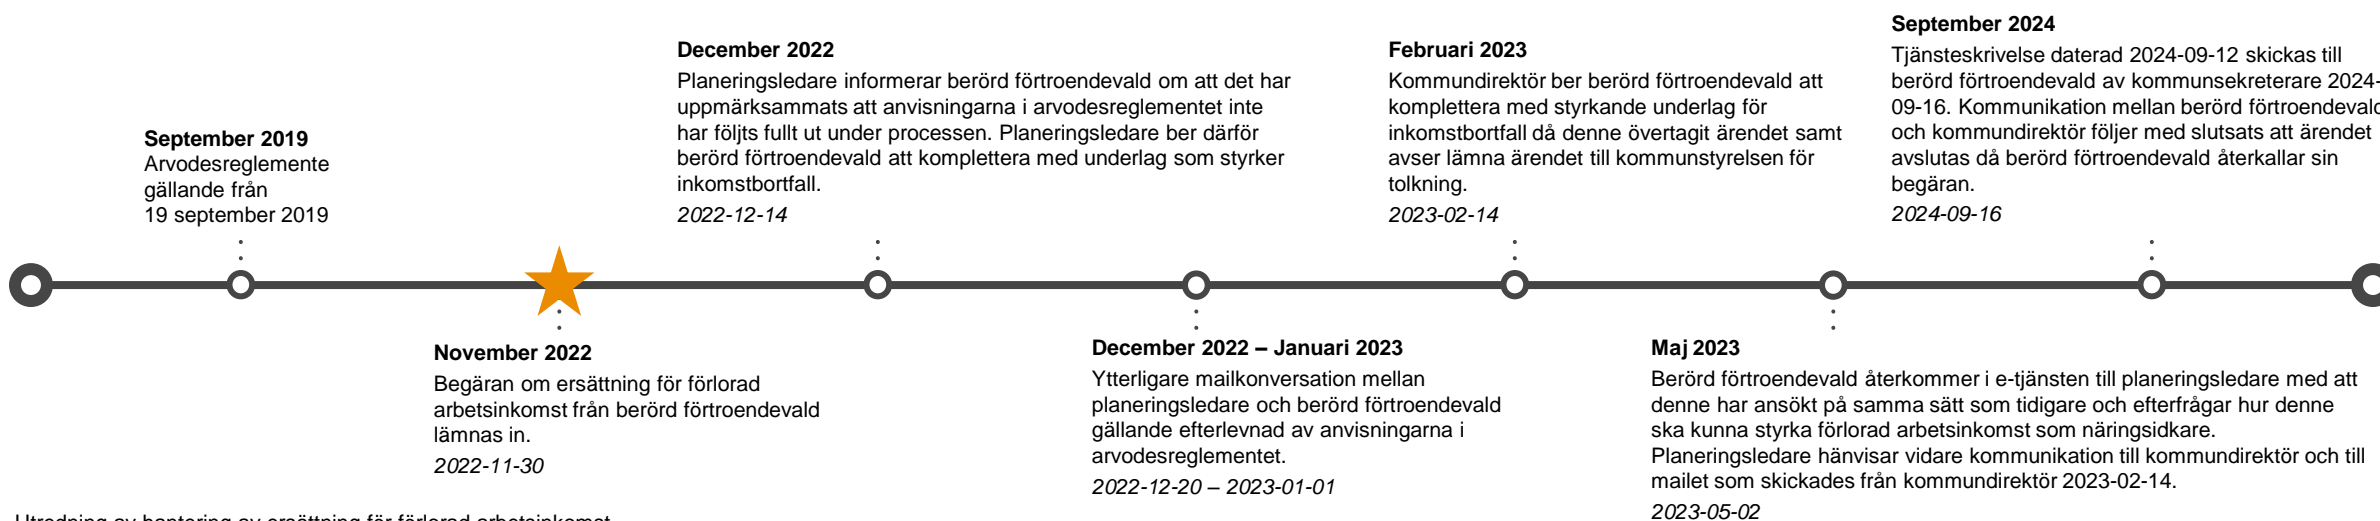 September 2019
Arvodesreglemente
gällande från
19 september 2019
November 2022
Begäran om ersättning för förlorad
arbetsinkomst från berörd förtroendevald
lämnas in.
2022-11-30
December 2022
Planeringsledare informerar berörd förtroendevald om att det har
uppmärksammats att anvisningarna i arvodesreglementet inte
har följts fullt ut under processen. Planeringsledare ber därför
berörd förtroendevald att komplettera med underlag som styrker
inkomstbortfall.
2022-12-14
December 2022 – Januari 2023
Ytterligare mailkonversation mellan
planeringsledare och berörd förtroendevald
gällande efterlevnad av anvisningarna i
arvodesreglementet.
2022-12-20 – 2023-01-01
Februari 2023
Kommundirektör ber berörd förtroendevald att
komplettera med styrkande underlag för
inkomstbortfall då denne övertagit ärendet samt
avser lämna ärendet till kommunstyrelsen för
tolkning.
2023-02-14
Maj 2023
Berörd förtroendevald återkommer i e-tjänsten till planeringsledare med att
denne har ansökt på samma sätt som tidigare och efterfrågar hur denne
ska kunna styrka förlorad arbetsinkomst som näringsidkare.
Planeringsledare hänvisar vidare kommunikation till kommundirektör och till
mailet som skickades från kommundirektör 2023-02-14.
2023-05-02
September 2024
Tjänsteskrivelse daterad 2024-09-12 skickas till
berörd förtroendevald av kommunsekreterare 2024-
09-16. Kommunikation mellan berörd förtroendevald
och kommundirektör följer med slutsats att ärendet
avslutas då berörd förtroendevald återkallar sin
begäran.
2024-09-16
Utredning av hantering av ersättning för förlorad arbetsinkomst